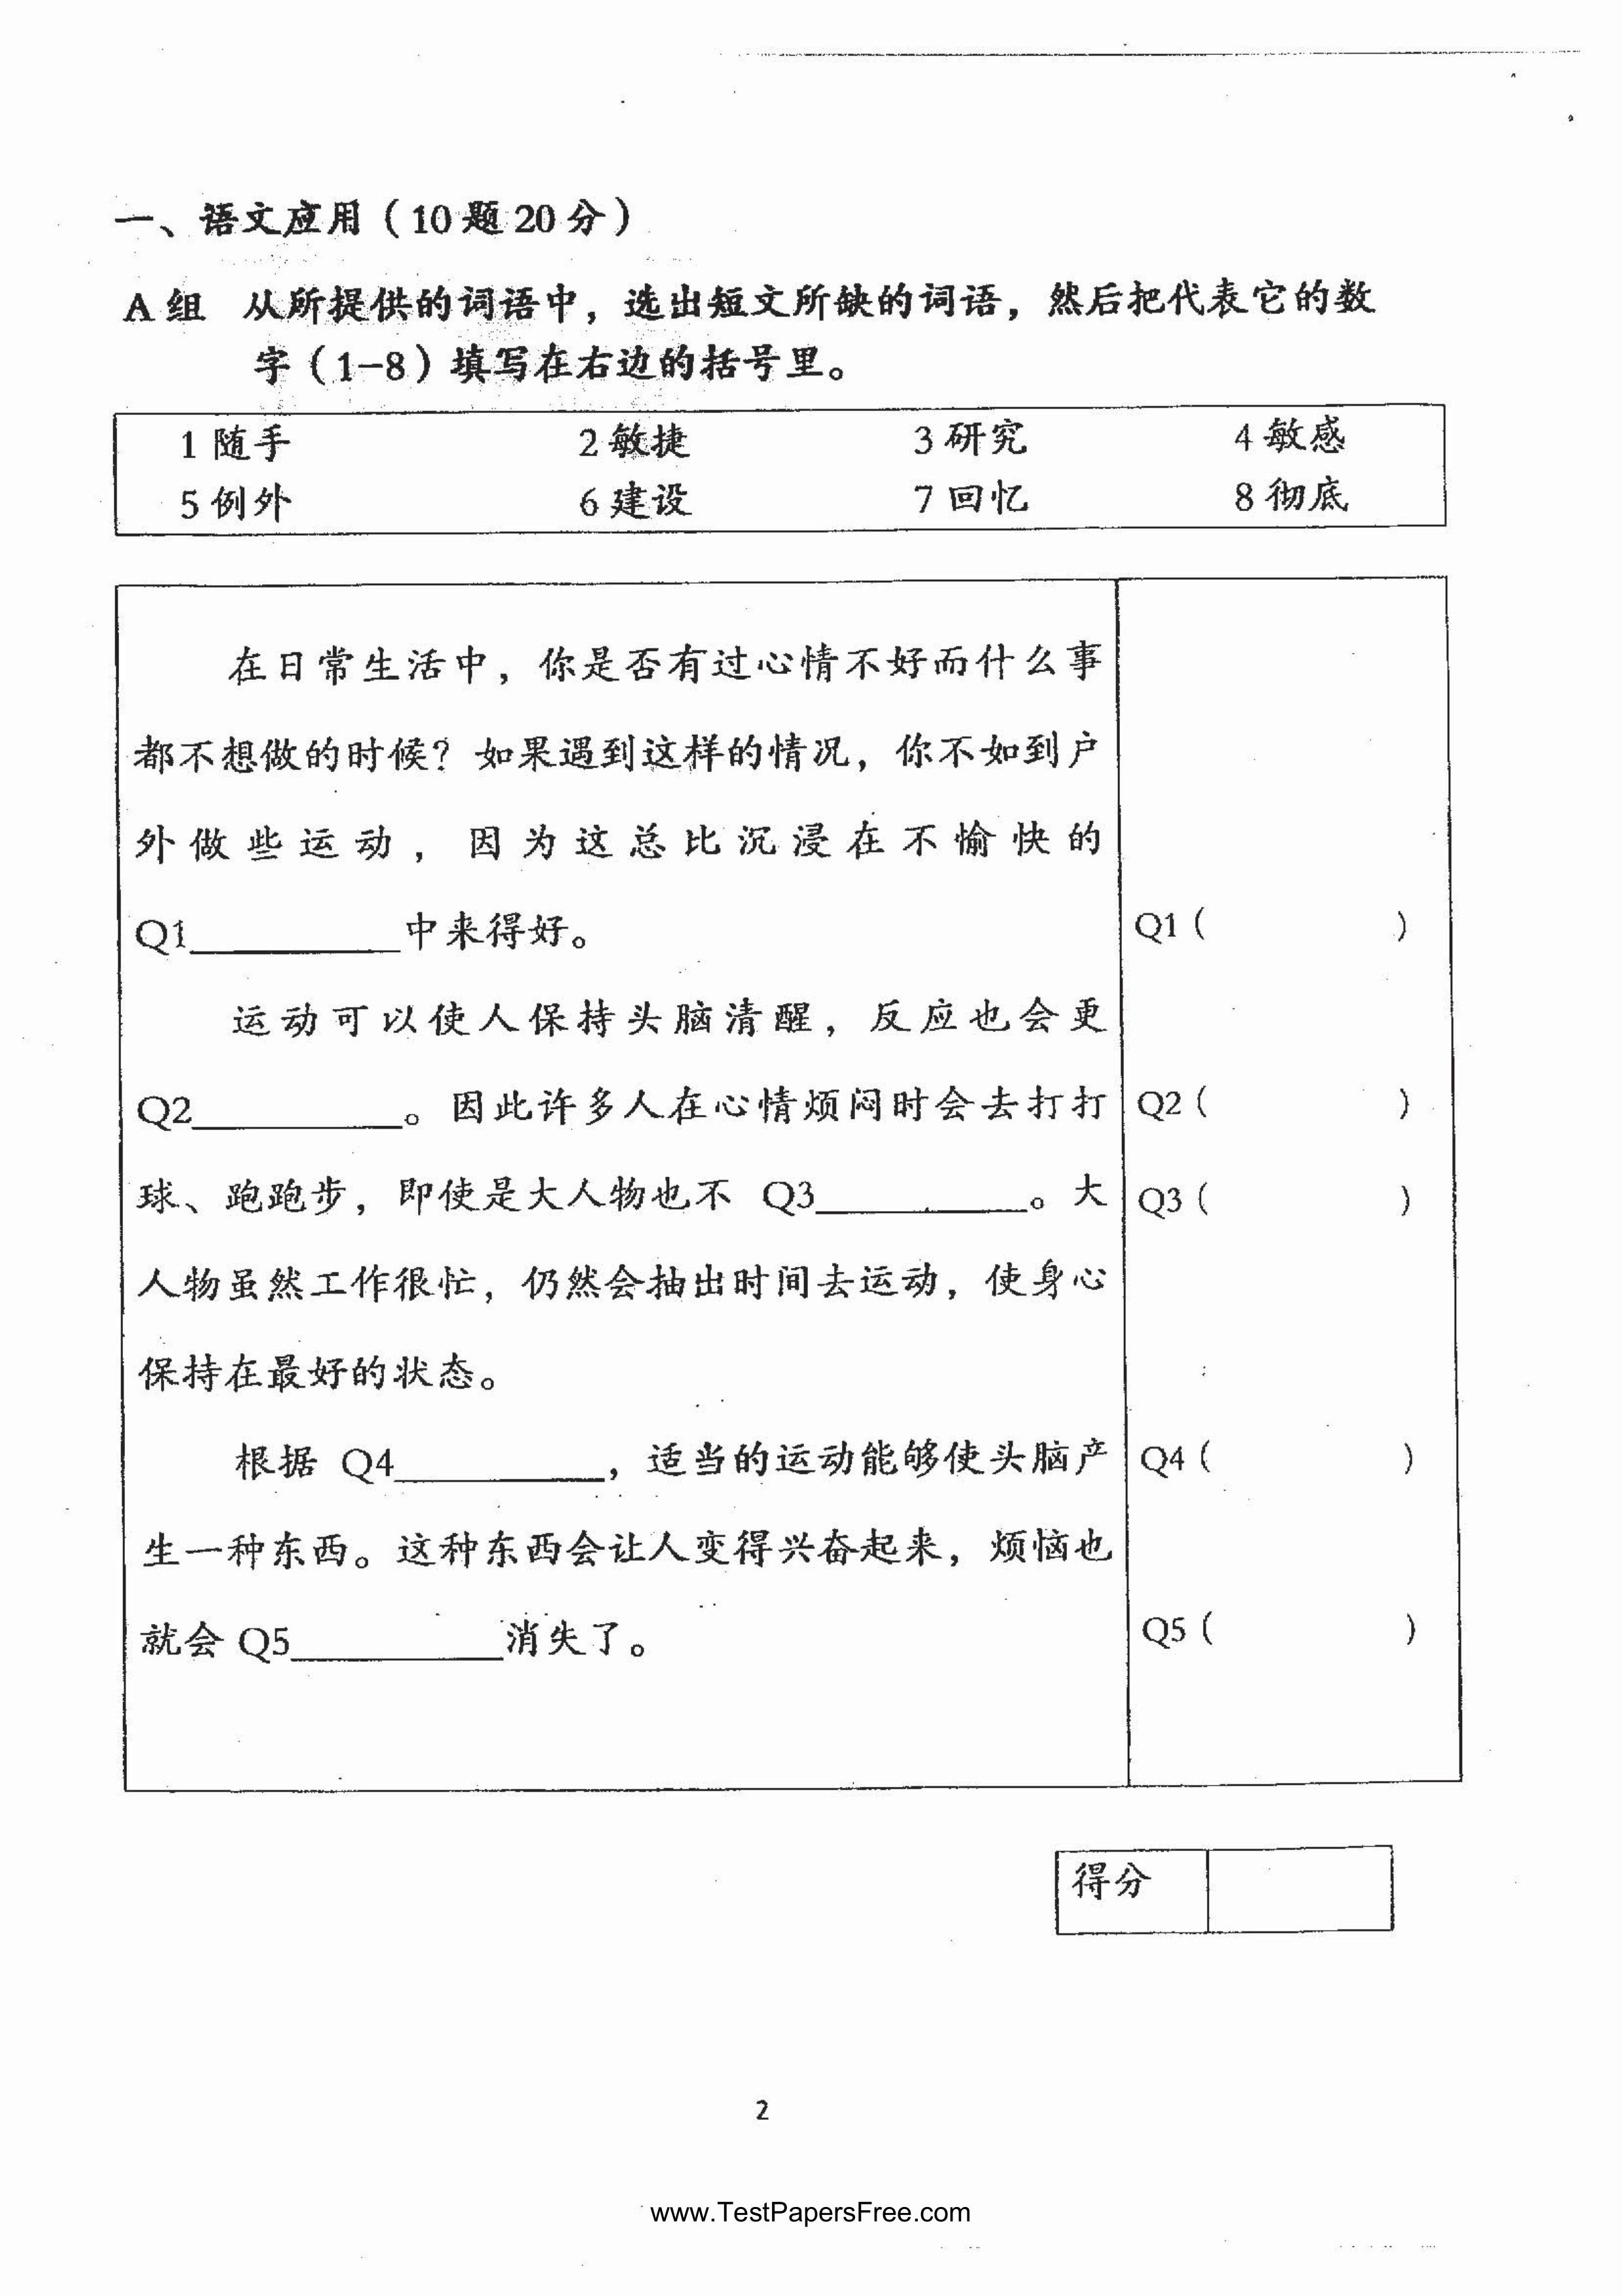 一、语文应用（10题20分）
A组 从所提供的词语中，选出短文所缺的词语，然后把代表它的数
字（1–8）填写在右边的括号里。
1 随手 2 敏捷 3 研究 4 敏感
5 例外 6 建设 7 回忆 8 彻底
在日常生活中，你是否有过心情不好而什么事
都不想做的时候？如果遇到这样的情况，你不如到户
外做些运动，因为这总比沉浸在不愉快的
Q1__________中来得好。 Q1（ ）
运动可以使人保持头脑清醒，反应也会更
Q2__________。因此许多人在心情烦闷时会去打打 Q2（ ）
球、跑跑步，即使是大人物也不 Q3__________。大 Q3（ ）
人物虽然工作很忙，仍然会抽出时间去运动，使身心
保持在最好的状态。
根据 Q4__________，适当的运动能够使头脑产 Q4（ ）
生一种东西。这种东西会让人变得兴奋起来，烦恼也
就会 Q5__________消失了。 Q5（ ）
得分
2
www.TestPapersFree.com